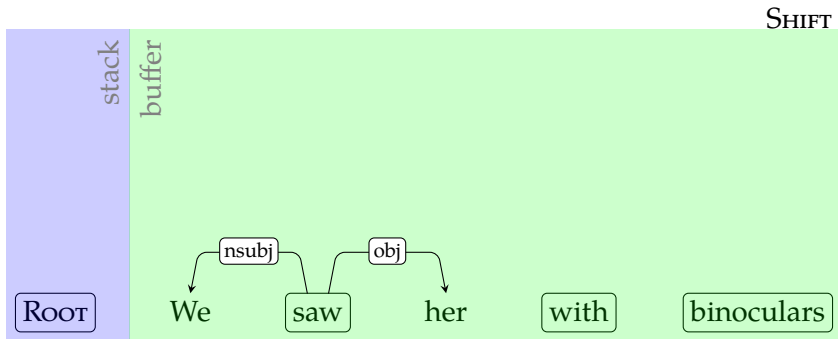 SHIFT
stack
buffer
nsubj obj
ROOT We saw her with binoculars